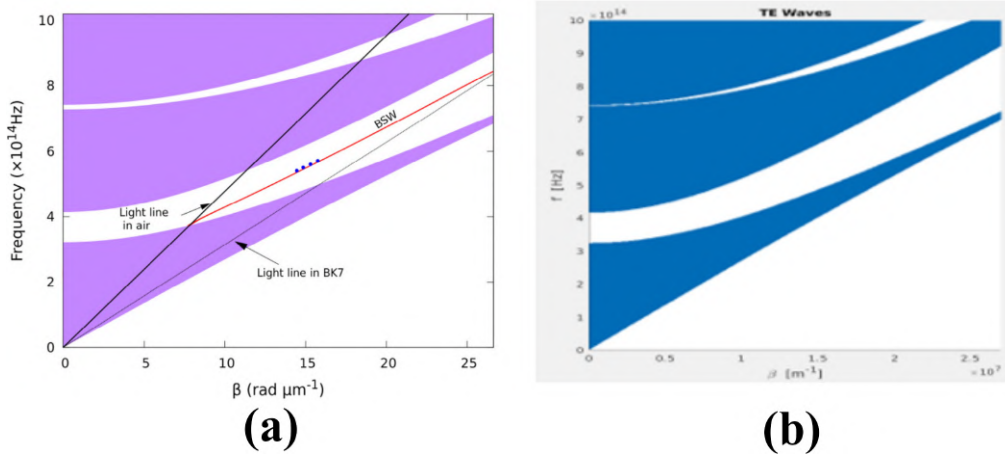 TE Waves
×10¹⁴
Frequency (×10¹⁴Hz)
10
8
6
4
2
0
BSW
Light line
in air
Light line in BK7
0 5 10 15 20 25
β (rad μm⁻¹)
(a)
f [Hz]
10
9
8
7
6
5
4
3
2
1
0
0 0.5 1 1.5 2 2.5
β [m⁻¹]
×10⁷
(b)